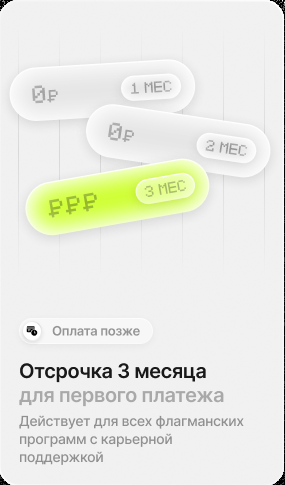 0₽ 1 МЕС
0₽ 2 МЕС
₽₽₽ 3 МЕС
Оплата позже
Отсрочка 3 месяца
для первого платежа
Действует для всех флагманских
программ с карьерной
поддержкой